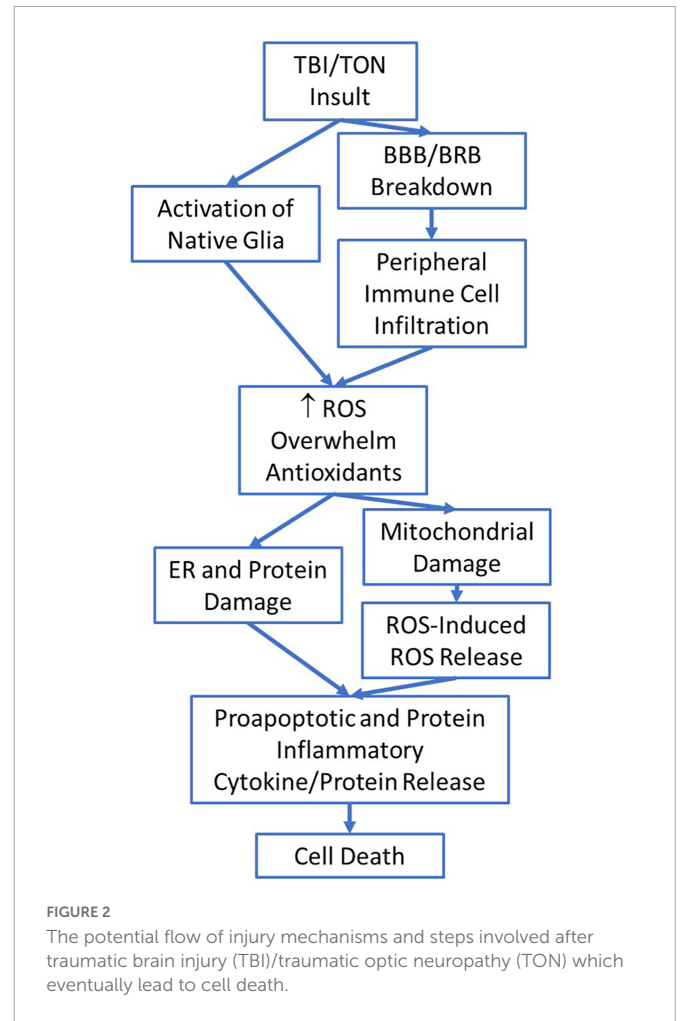 TBI/TON
Insult
BBB/BRB
Breakdown
Activation of
Native Glia
Peripheral
Immune Cell
Infiltration
↑ ROS
Overwhelm
Antioxidants
Mitochondrial
Damage
ER and Protein
Damage
ROS-Induced
ROS Release
Proapoptotic and Protein
Inflammatory
Cytokine/Protein Release
Cell Death
FIGURE 2
The potential flow of injury mechanisms and steps involved after
traumatic brain injury (TBI)/traumatic optic neuropathy (TON) which
eventually lead to cell death.